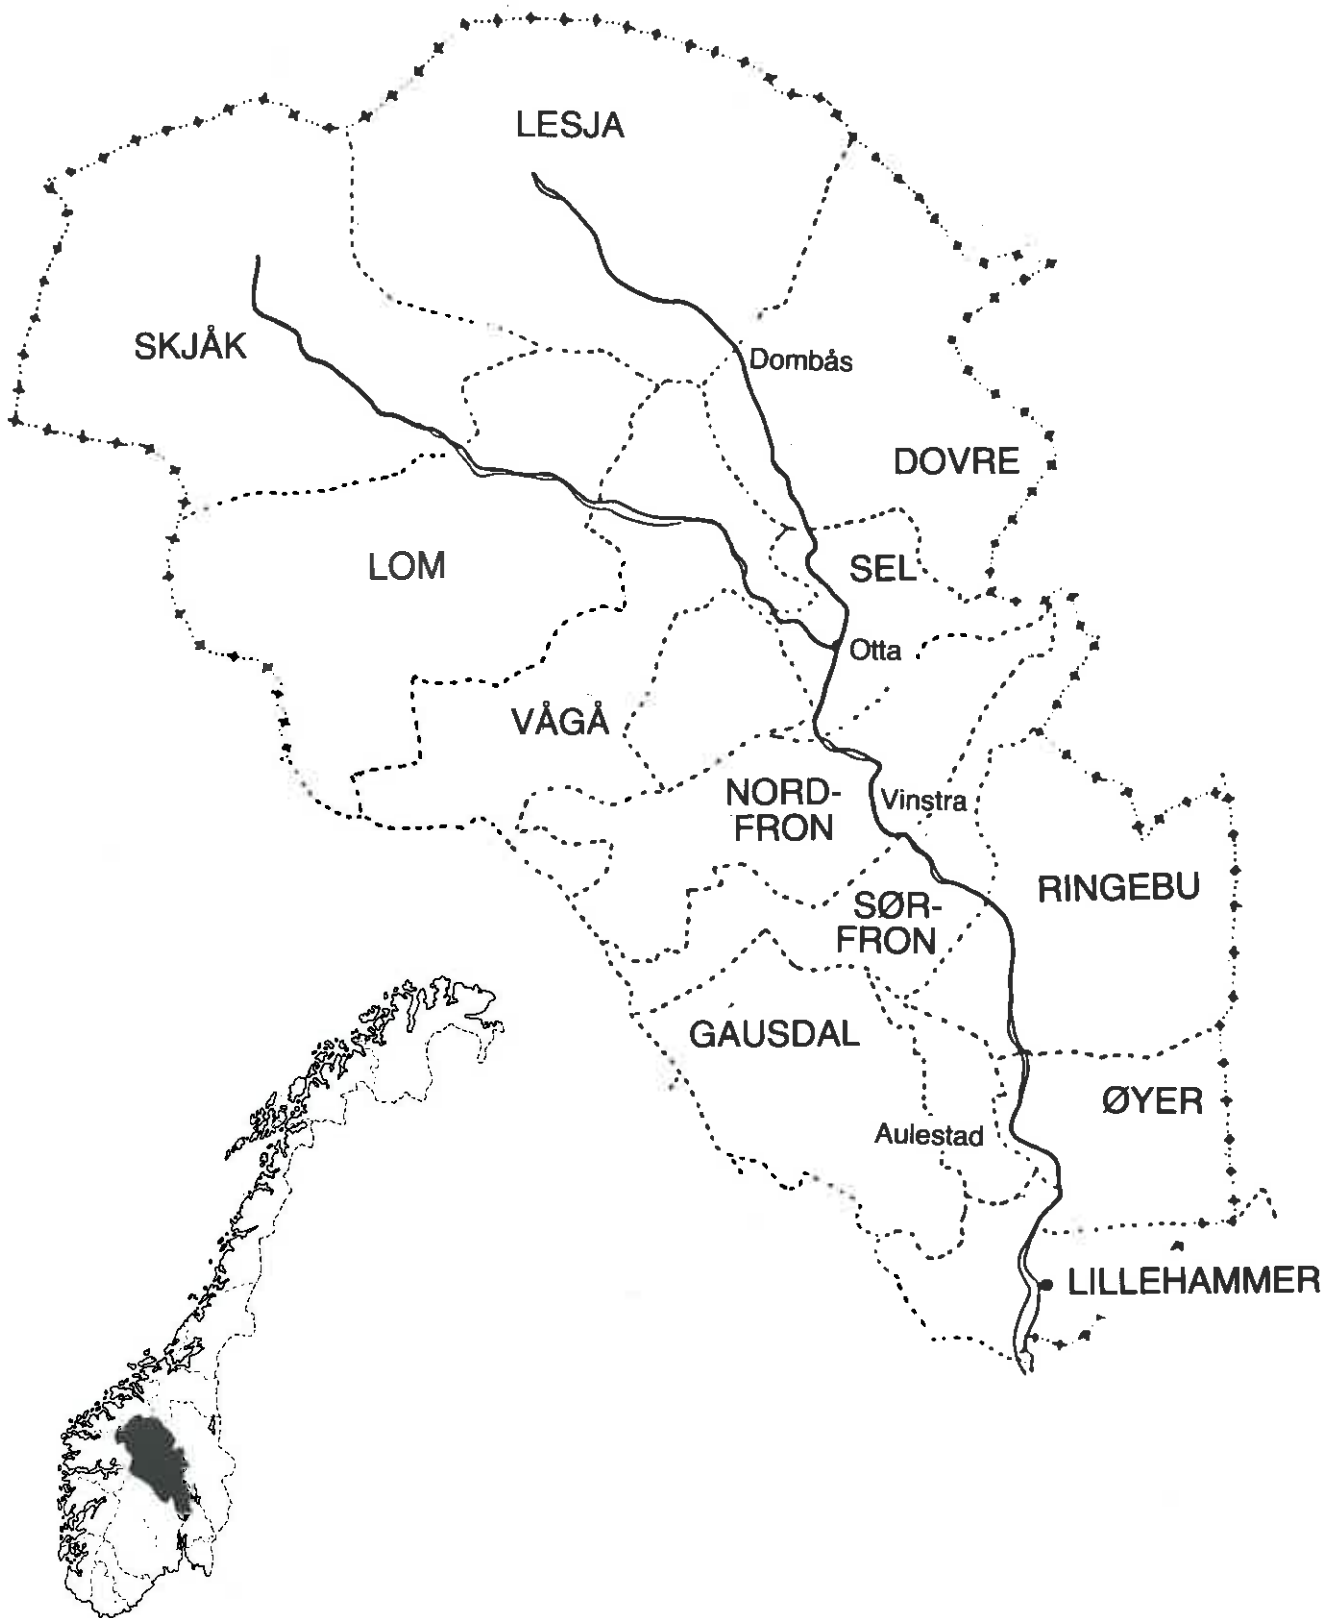 LESJA
SKJÅK
Dombås
DOVRE
LOM
SEL
Otta
VÅGÅ
NORD-
FRON
Vinstra
RINGEBU
SØR-
FRON
GAUSDAL
ØYER
Aulestad
LILLEHAMMER